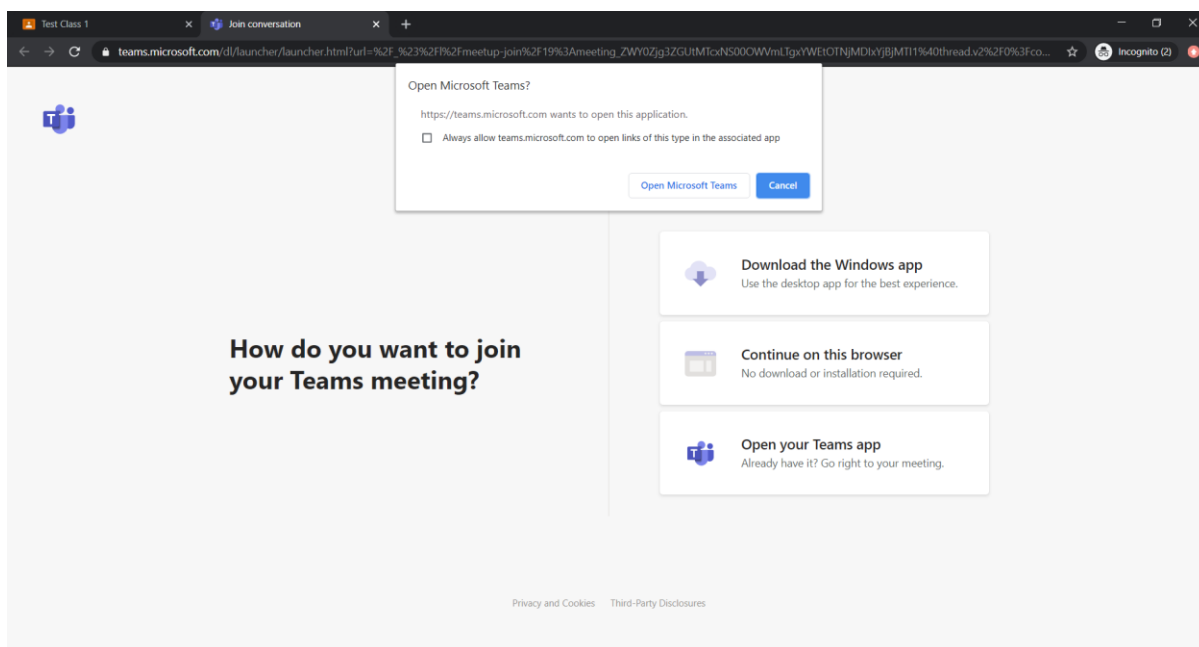 Test Class 1
Join conversation
teams.microsoft.com/dl/launcher/launcher.html?url=%2F_%23%2Fl%2Fmeetup-join%2F19%3Ameeting_ZWY0Zjg3ZGUtMTcxNS00OWVmLTgxYWEtOTNjMDIxYjBjMTI1%40thread.v2%2F0%3Fco...
Incognito (2)
Open Microsoft Teams?
https://teams.microsoft.com wants to open this application.
Always allow teams.microsoft.com to open links of this type in the associated app
Open Microsoft Teams
Cancel
How do you want to join
your Teams meeting?
Download the Windows app
Use the desktop app for the best experience.
Continue on this browser
No download or installation required.
Open your Teams app
Already have it? Go right to your meeting.
Privacy and Cookies
Third-Party Disclosures